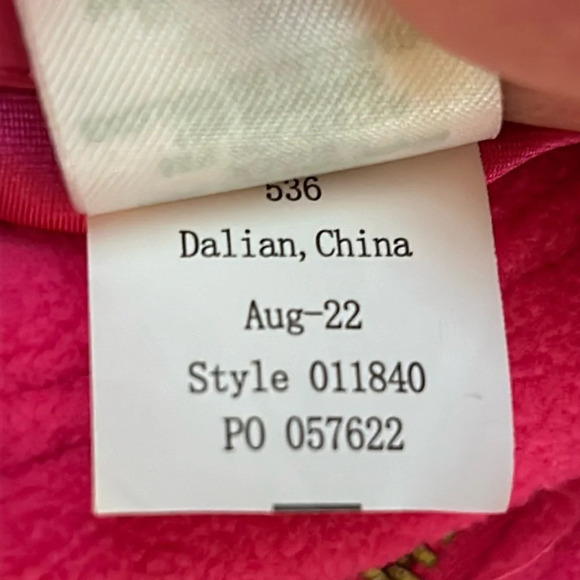 536
Dalian, China
Aug-22
Style 011840
PO 057622